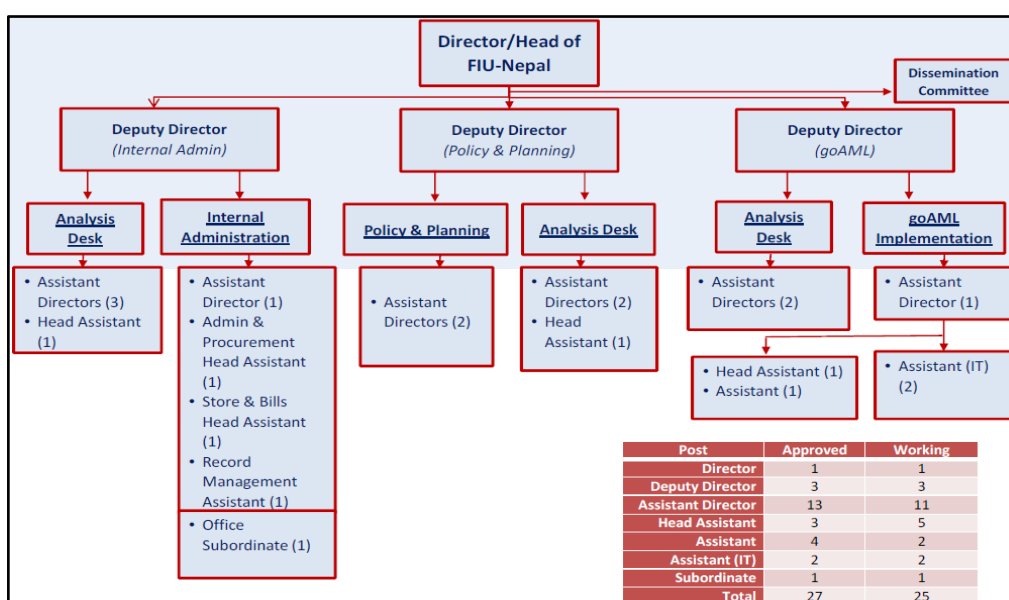 Director/Head of
FIU-Nepal
Dissemination
Committee
Deputy Director
(Internal Admin)
Deputy Director
(Policy & Planning)
Deputy Director
(goAML)
Analysis
Desk
Internal
Administration
Policy & Planning
Analysis Desk
Analysis
Desk
goAML
Implementation
• Assistant
Directors (3)
• Head Assistant
(1)
• Assistant
Director (1)
• Admin &
Procurement
Head Assistant
(1)
• Store & Bills
Head Assistant
(1)
• Record
Management
Assistant (1)
• Office
Subordinate (1)
• Assistant
Directors (2)
• Assistant
Directors (2)
• Head
Assistant (1)
• Assistant
Directors (2)
• Assistant
Director (1)
• Head Assistant (1)
• Assistant (1)
• Assistant (IT)
(2)
Post Approved Working
Director 1 1
Deputy Director 3 3
Assistant Director 13 11
Head Assistant 3 5
Assistant 4 2
Assistant (IT) 2 2
Subordinate 1 1
Total 27 25